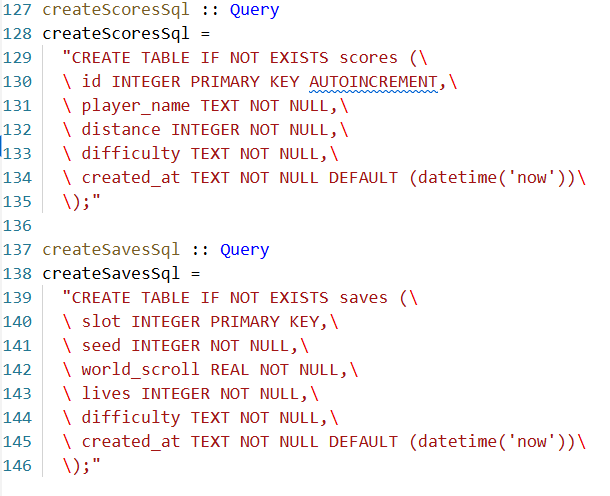 127 createScoresSql :: Query
128 createScoresSql =
129   "CREATE TABLE IF NOT EXISTS scores (\
130   \ id INTEGER PRIMARY KEY AUTOINCREMENT,\
131   \ player_name TEXT NOT NULL,\
132   \ distance INTEGER NOT NULL,\
133   \ difficulty TEXT NOT NULL,\
134   \ created_at TEXT NOT NULL DEFAULT (datetime('now'))\
135   \);"
136
137 createSavesSql :: Query
138 createSavesSql =
139   "CREATE TABLE IF NOT EXISTS saves (\
140   \ slot INTEGER PRIMARY KEY,\
141   \ seed INTEGER NOT NULL,\
142   \ world_scroll REAL NOT NULL,\
143   \ lives INTEGER NOT NULL,\
144   \ difficulty TEXT NOT NULL,\
145   \ created_at TEXT NOT NULL DEFAULT (datetime('now'))\
146   \);"